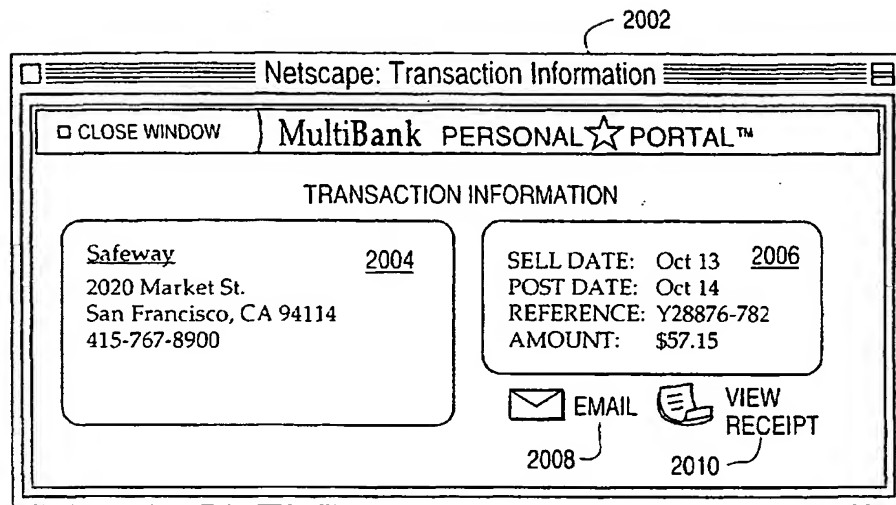 2002
Netscape: Transaction Information
CLOSE WINDOW
MultiBank PERSONAL PORTAL™
TRANSACTION INFORMATION
Safeway 2004
2020 Market St.
San Francisco, CA 94114
415-767-8900
SELL DATE: Oct 13 2006
POST DATE: Oct 14
REFERENCE: Y28876-782
AMOUNT: $57.15
EMAIL
VIEW RECEIPT
2008
2010